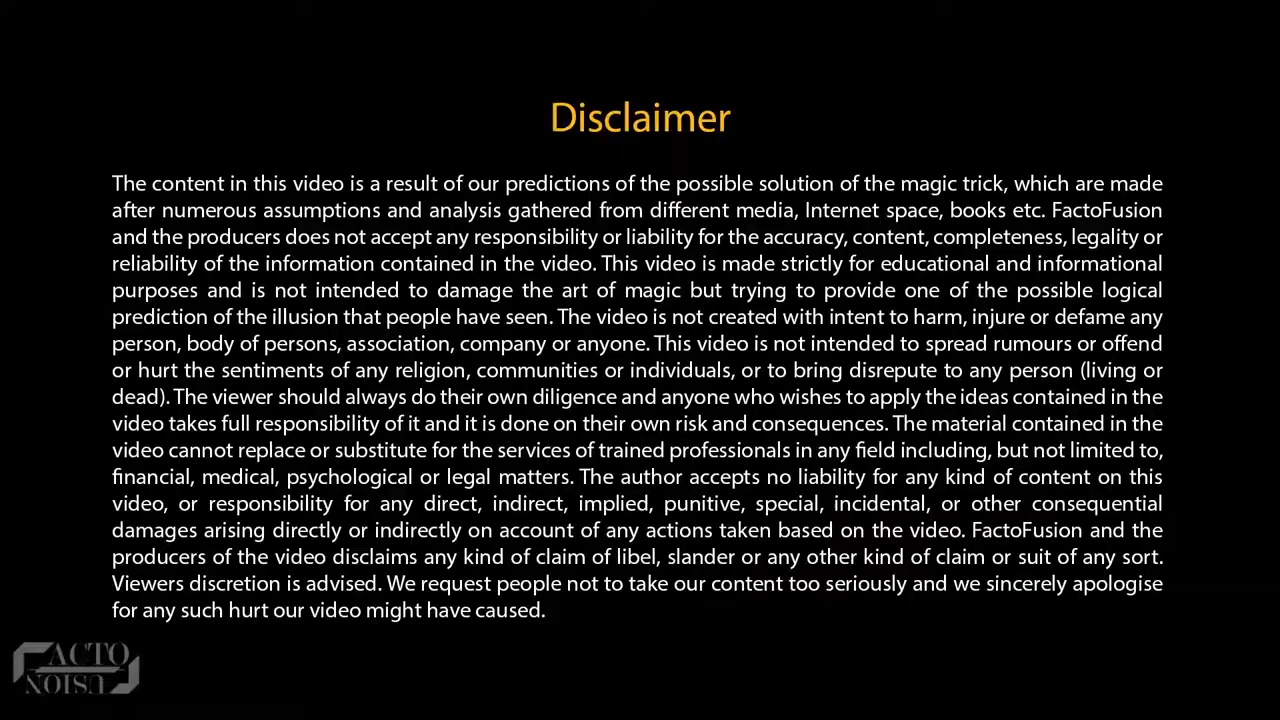 Disclaimer
The content in this video is a result of our predictions of the possible solution of the magic trick, which are made
after numerous assumptions and analysis gathered from different media, Internet space, books etc. FactoFusion
and the producers does not accept any responsibility or liability for the accuracy, content, completeness, legality or
reliability of the information contained in the video. This video is made strictly for educational and informational
purposes and is not intended to damage the art of magic but trying to provide one of the possible logical
prediction of the illusion that people have seen. The video is not created with intent to harm, injure or defame any
person, body of persons, association, company or anyone. This video is not intended to spread rumours or offend
or hurt the sentiments of any religion, communities or individuals, or to bring disrepute to any person (living or
dead). The viewer should always do their own diligence and anyone who wishes to apply the ideas contained in the
video takes full responsibility of it and it is done on their own risk and consequences. The material contained in the
video cannot replace or substitute for the services of trained professionals in any field including, but not limited to,
financial, medical, psychological or legal matters. The author accepts no liability for any kind of content on this
video, or responsibility for any direct, indirect, implied, punitive, special, incidental, or other consequential
damages arising directly or indirectly on account of any actions taken based on the video. FactoFusion and the
producers of the video disclaims any kind of claim of libel, slander or any other kind of claim or suit of any sort.
Viewers discretion is advised. We request people not to take our content too seriously and we sincerely apologise
for any such hurt our video might have caused.
FACTO
FUSION